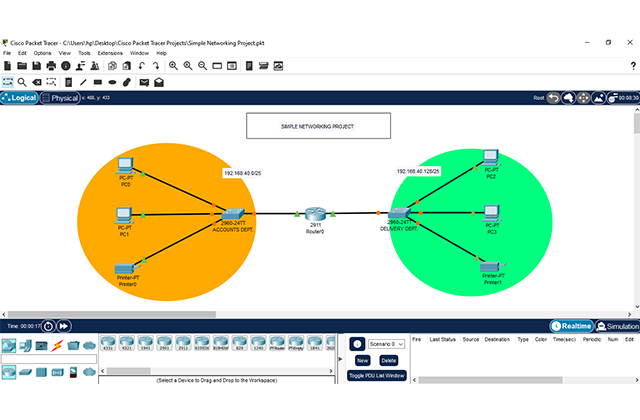 Cisco Packet Tracer - C:\Users\hp\Desktop\Cisco Packet Tracer Projects\Simple Networking Project.pkt
File Edit Options View Tools Extensions Window Help
?
Logical Physical x: 488, y: 433 Root 00:00:30
SIMPLE NETWORKING PROJECT
192.168.40.0/25
192.168.40.128/25
PC-PT
PC0
PC-PT
PC2
PC-PT
PC1
2960-24TT
ACCOUNTS DEPT.
2911
Router0
2960-24TT
DELIVERY DEPT.
PC-PT
PC3
Printer-PT
Printer0
Printer-PT
Printer1
Time: 00:00:17
Realtime Simulation
Scenario 0
Fire Last Status Source Destination Type Color Time(sec) Periodic Num Edit
4331 4321 1941 2901 2911 819HGW 829 1240 PT-Router PT-Empty 1841
New Delete
Toggle PDU List Window
(Select a Device to Drag and Drop to the Workspace)